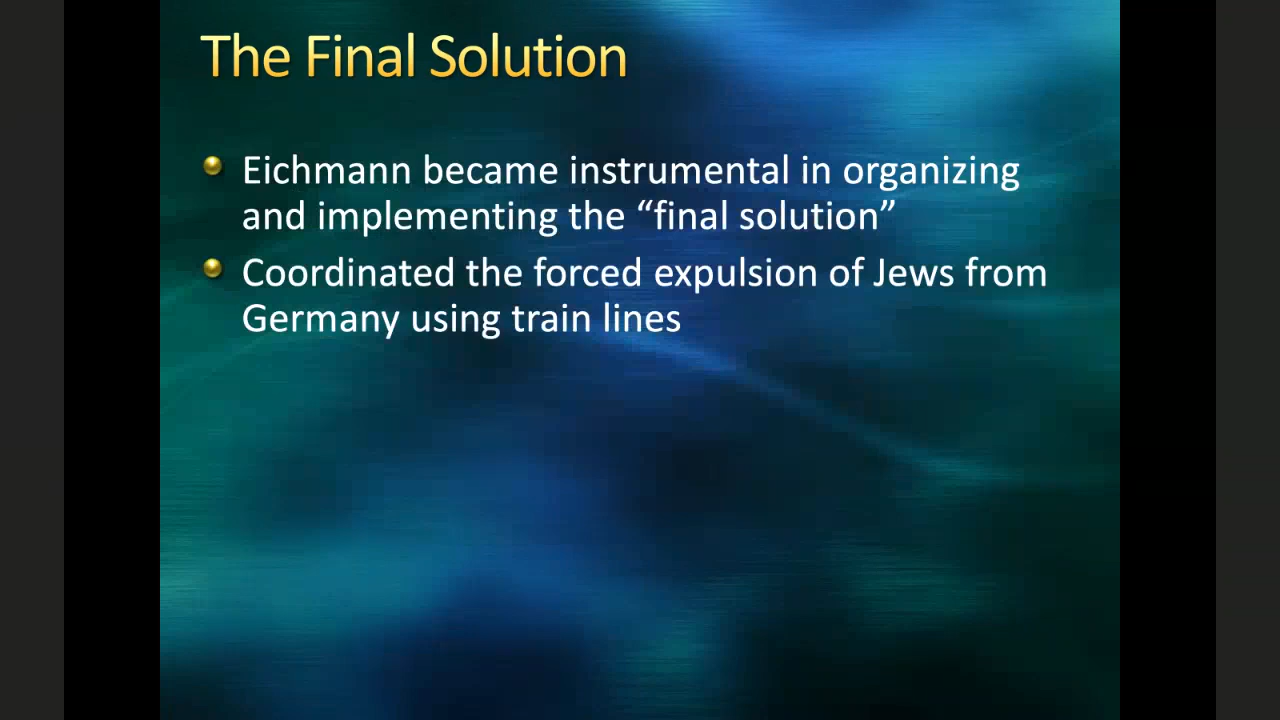 The Final Solution
Eichmann became instrumental in organizing
and implementing the “final solution”
Coordinated the forced expulsion of Jews from
Germany using train lines